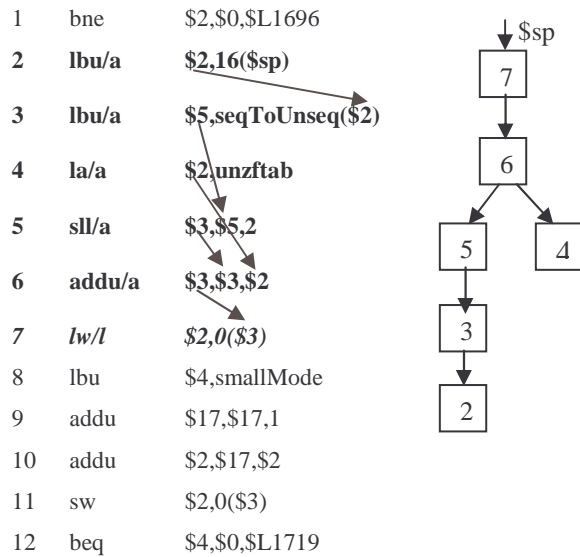 1 bne $2,$0,$L1696
2 lbu/a $2,16($sp)
3 lbu/a $5,seqToUnseq($2)
4 la/a $2,unzftab
5 sll/a $3,$5,2
6 addu/a $3,$3,$2
7 lw/l $2,0($3)
8 lbu $4,smallMode
9 addu $17,$17,1
10 addu $2,$17,$2
11 sw $2,0($3)
12 beq $4,$0,$L1719
$sp
7
6
5 4
3
2